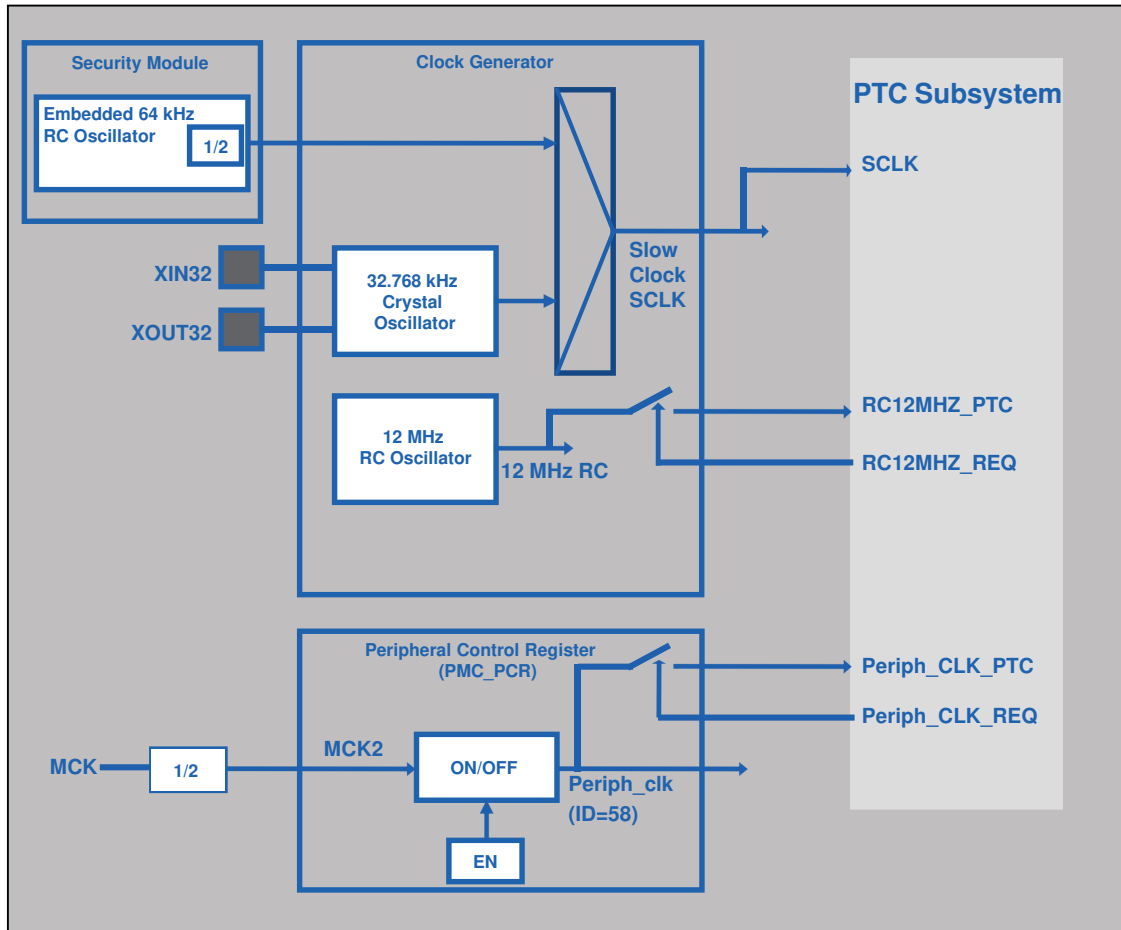 Security Module
Embedded 64 kHz
RC Oscillator
1/2
Clock Generator
PTC Subsystem
SCLK
XIN32
XOUT32
32.768 kHz
Crystal
Oscillator
Slow
Clock
SCLK
12 MHz
RC Oscillator
12 MHz RC
RC12MHZ_PTC
RC12MHZ_REQ
Peripheral Control Register
(PMC_PCR)
Periph_CLK_PTC
Periph_CLK_REQ
MCK
1/2
MCK2
ON/OFF
Periph_clk
(ID=58)
EN